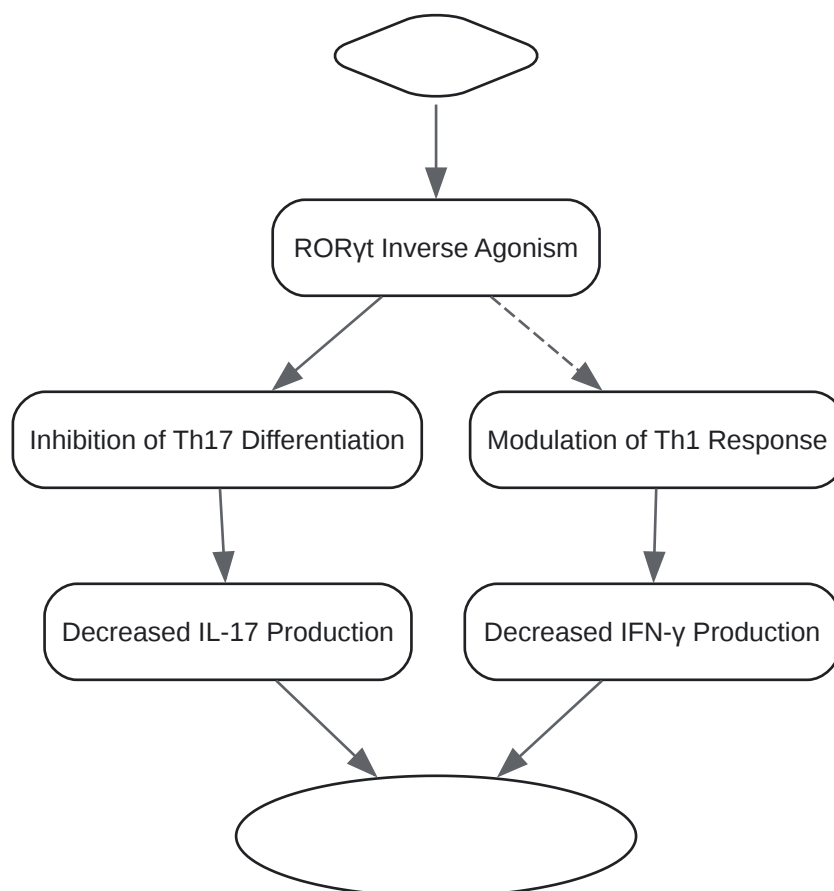 RORγt Inverse Agonism
Inhibition of Th17 Differentiation
Modulation of Th1 Response
Decreased IL-17 Production
Decreased IFN-γ Production